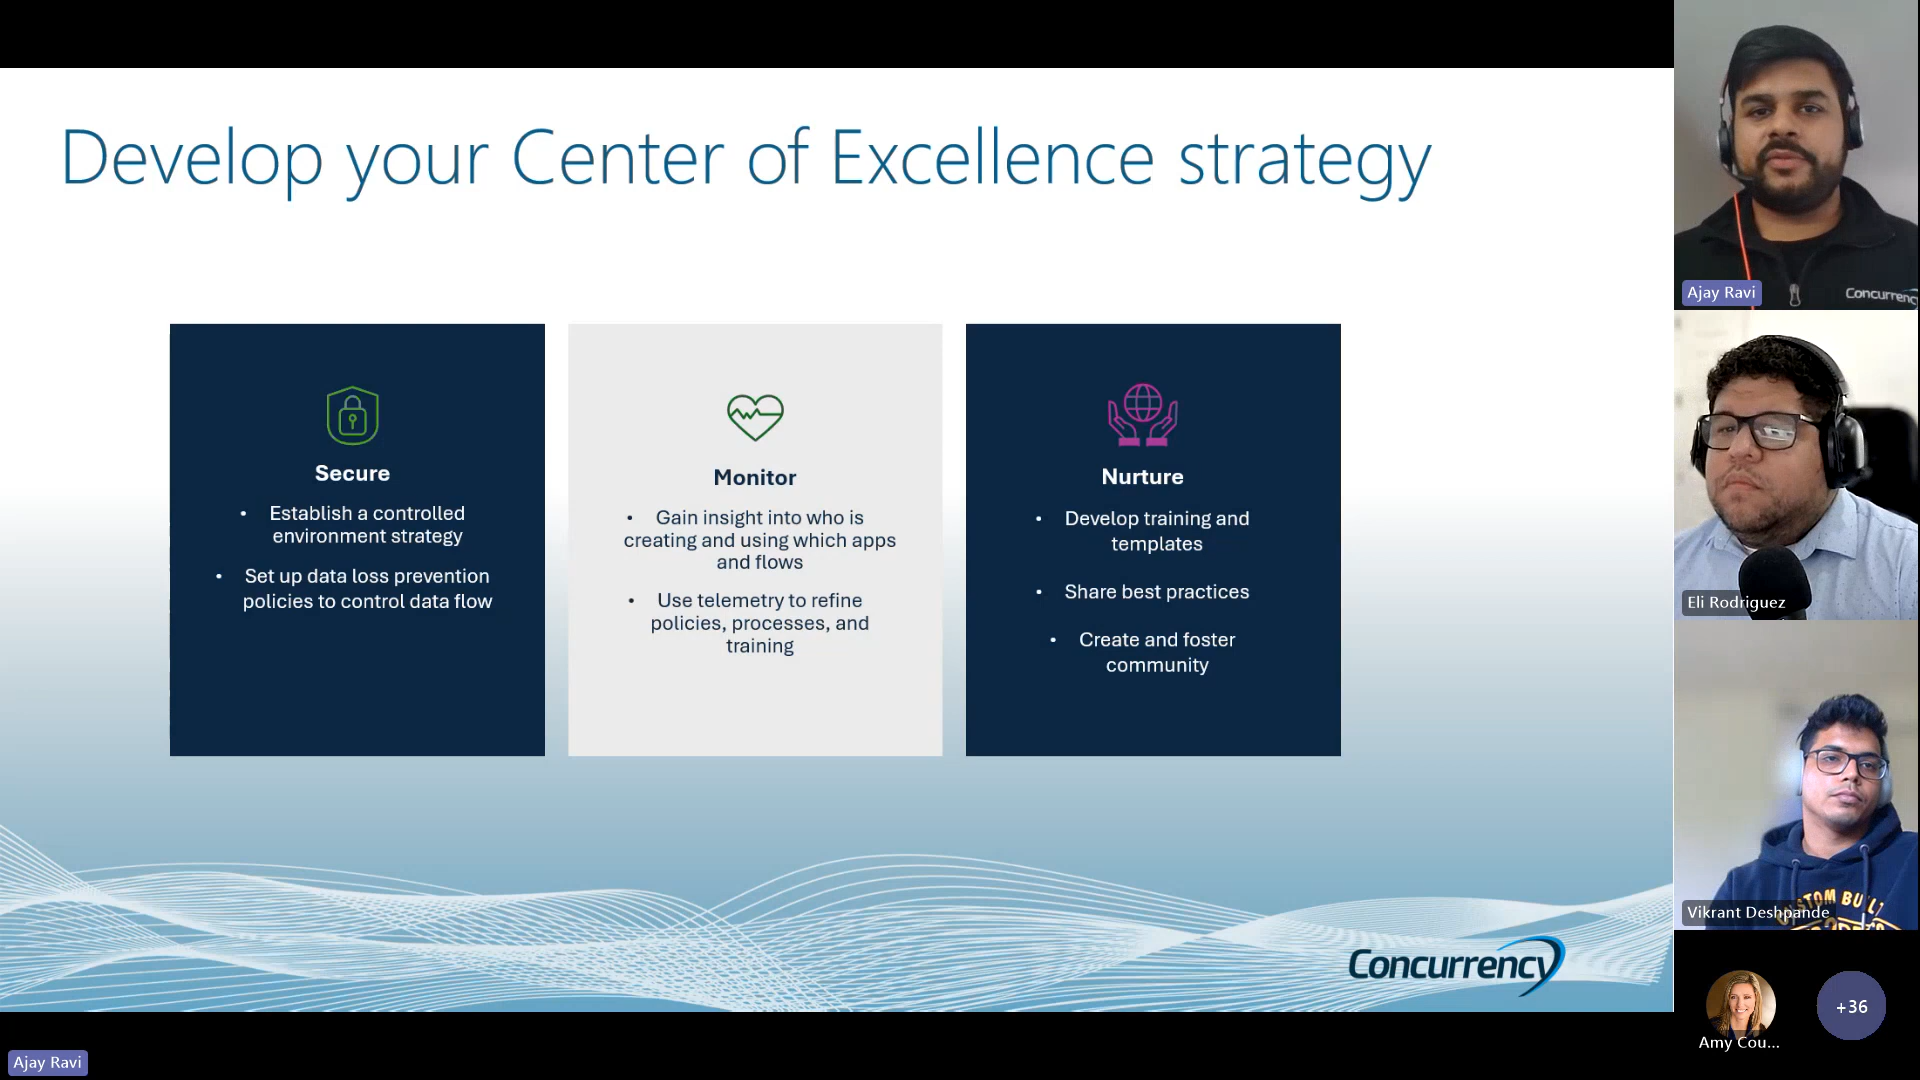 Develop your Center of Excellence strategy
Secure
• Establish a controlled
environment strategy
• Set up data loss prevention
policies to control data flow
Monitor
• Gain insight into who is
creating and using which apps
and flows
• Use telemetry to refine
policies, processes, and
training
Nurture
• Develop training and
templates
• Share best practices
• Create and foster
community
Concurrency
Ajay Ravi
Concurrency
Ajay Ravi
Eli Rodriguez
CUSTOM BUILT
Vikrant Deshpande
Amy Cou...
+36